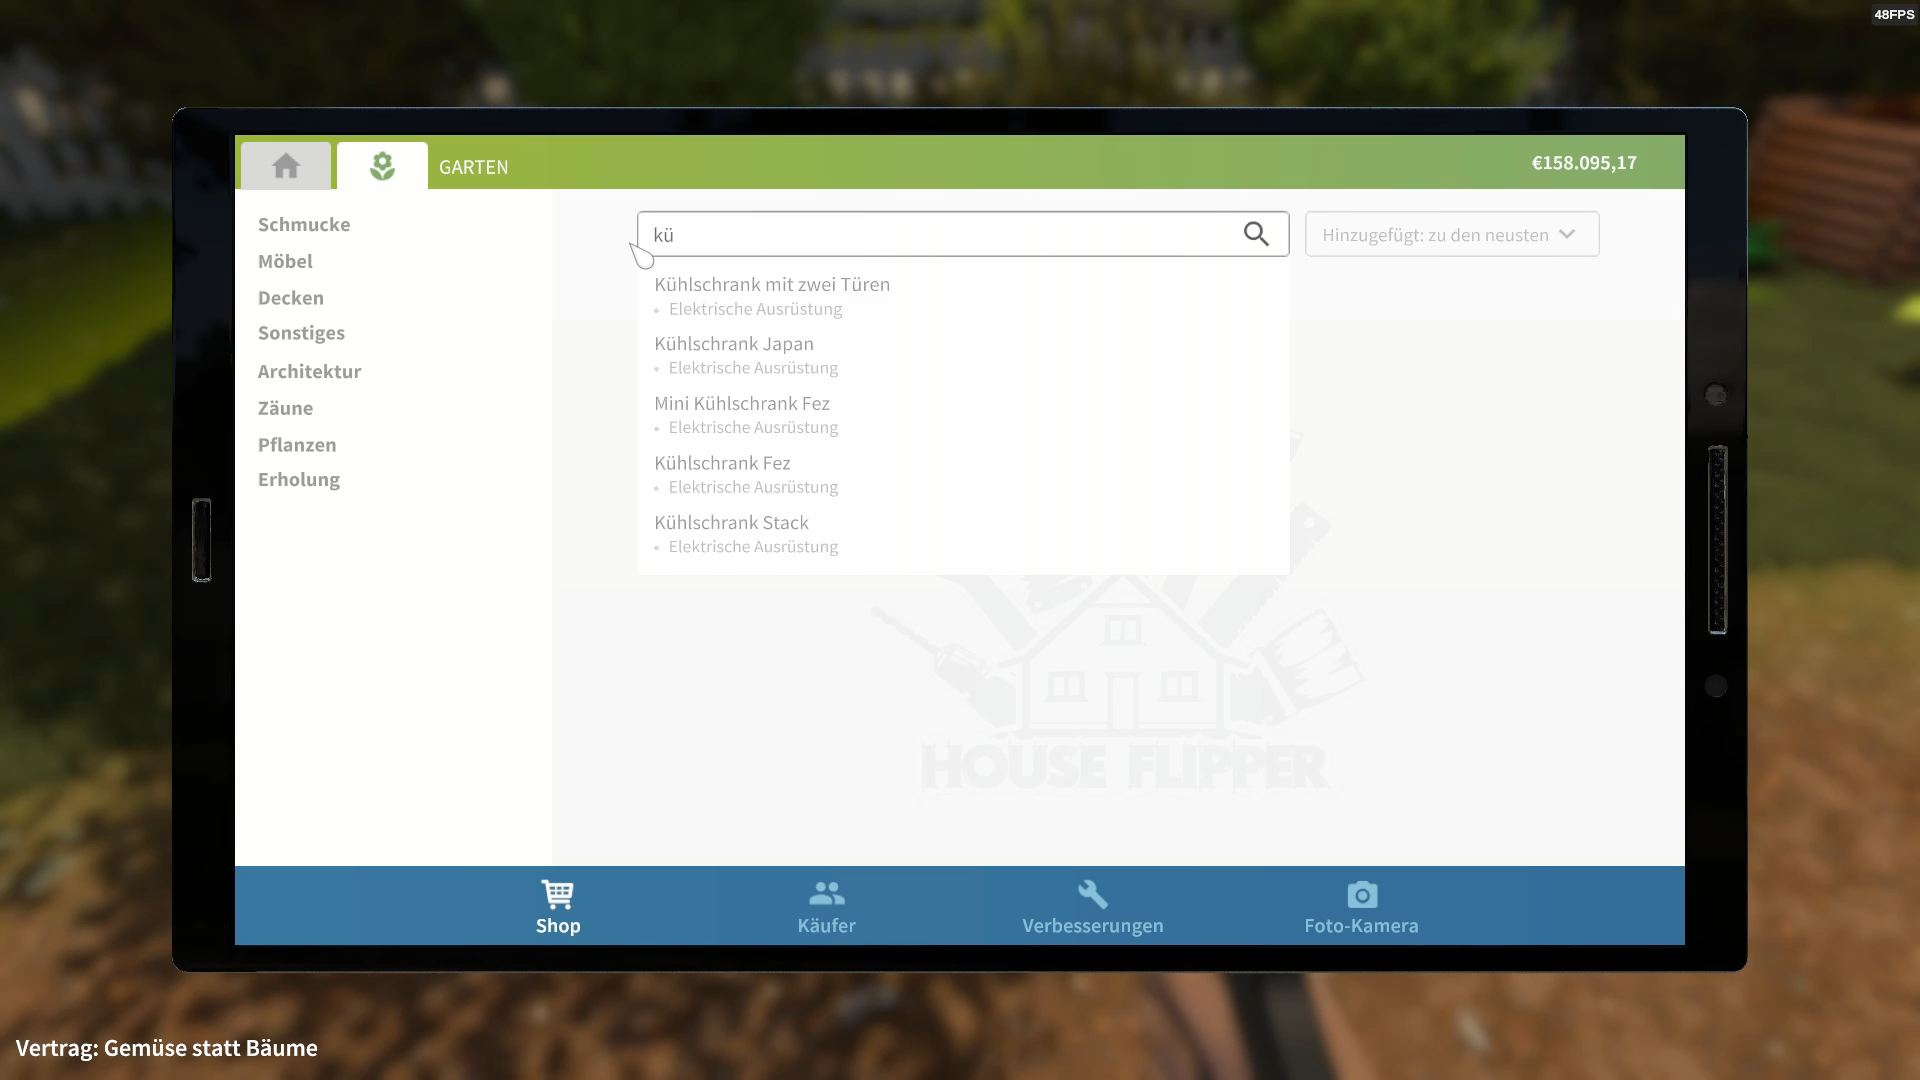 48FPS
GARTEN
€158.095,17
Schmucke
Möbel
Decken
Sonstiges
Architektur
Zäune
Pflanzen
Erholung
kü
Hinzugefügt: zu den neusten
Kühlschrank mit zwei Türen
• Elektrische Ausrüstung
Kühlschrank Japan
• Elektrische Ausrüstung
Mini Kühlschrank Fez
• Elektrische Ausrüstung
Kühlschrank Fez
• Elektrische Ausrüstung
Kühlschrank Stack
• Elektrische Ausrüstung
HOUSE FLIPPER
Shop
Käufer
Verbesserungen
Foto-Kamera
Vertrag: Gemüse statt Bäume